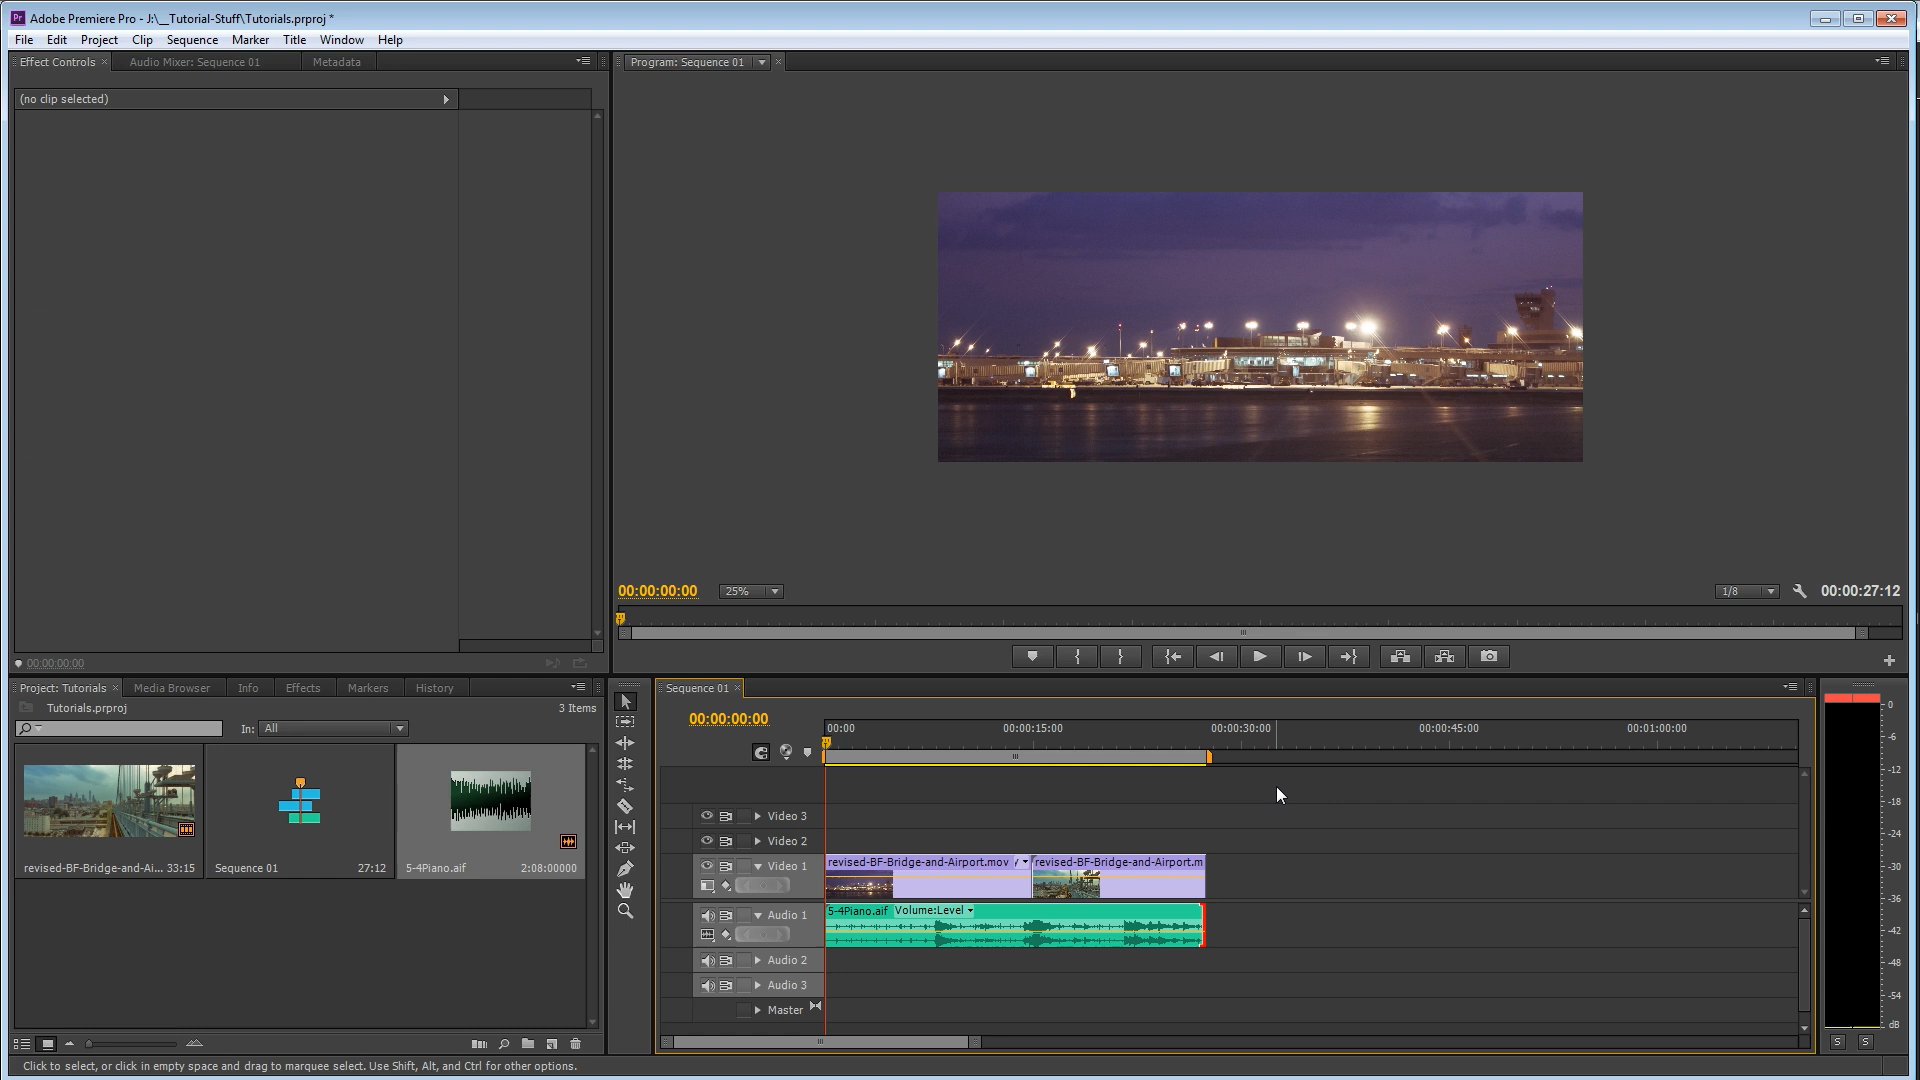 Adobe Premiere Pro - J:\__Tutorial-Stuff\Tutorials.prproj *
File Edit Project Clip Sequence Marker Title Window Help
Effect Controls Audio Mixer: Sequence 01 Metadata
Program: Sequence 01
(no clip selected)
00:00:00:00 25% 1/8 00:00:27:12
00:00:00:00
Project: Tutorials Media Browser Info Effects Markers History
Tutorials.prproj 3 Items
In: All
revised-BF-Bridge-and-Ai... 33:15
Sequence 01 27:12
5-4Piano.aif 2:08:00000
Sequence 01
00:00:00:00
00:00 00:00:15:00 00:00:30:00 00:00:45:00 00:01:00:00
Video 3
Video 2
Video 1
revised-BF-Bridge-and-Airport.mov
revised-BF-Bridge-and-Airport.m
Audio 1
5-4Piano.aif Volume:Level
Audio 2
Audio 3
Master
0
-6
-12
-18
-24
-30
-36
-42
-48
-54
dB
S S
Click to select, or click in empty space and drag to marquee select. Use Shift, Alt, and Ctrl for other options.